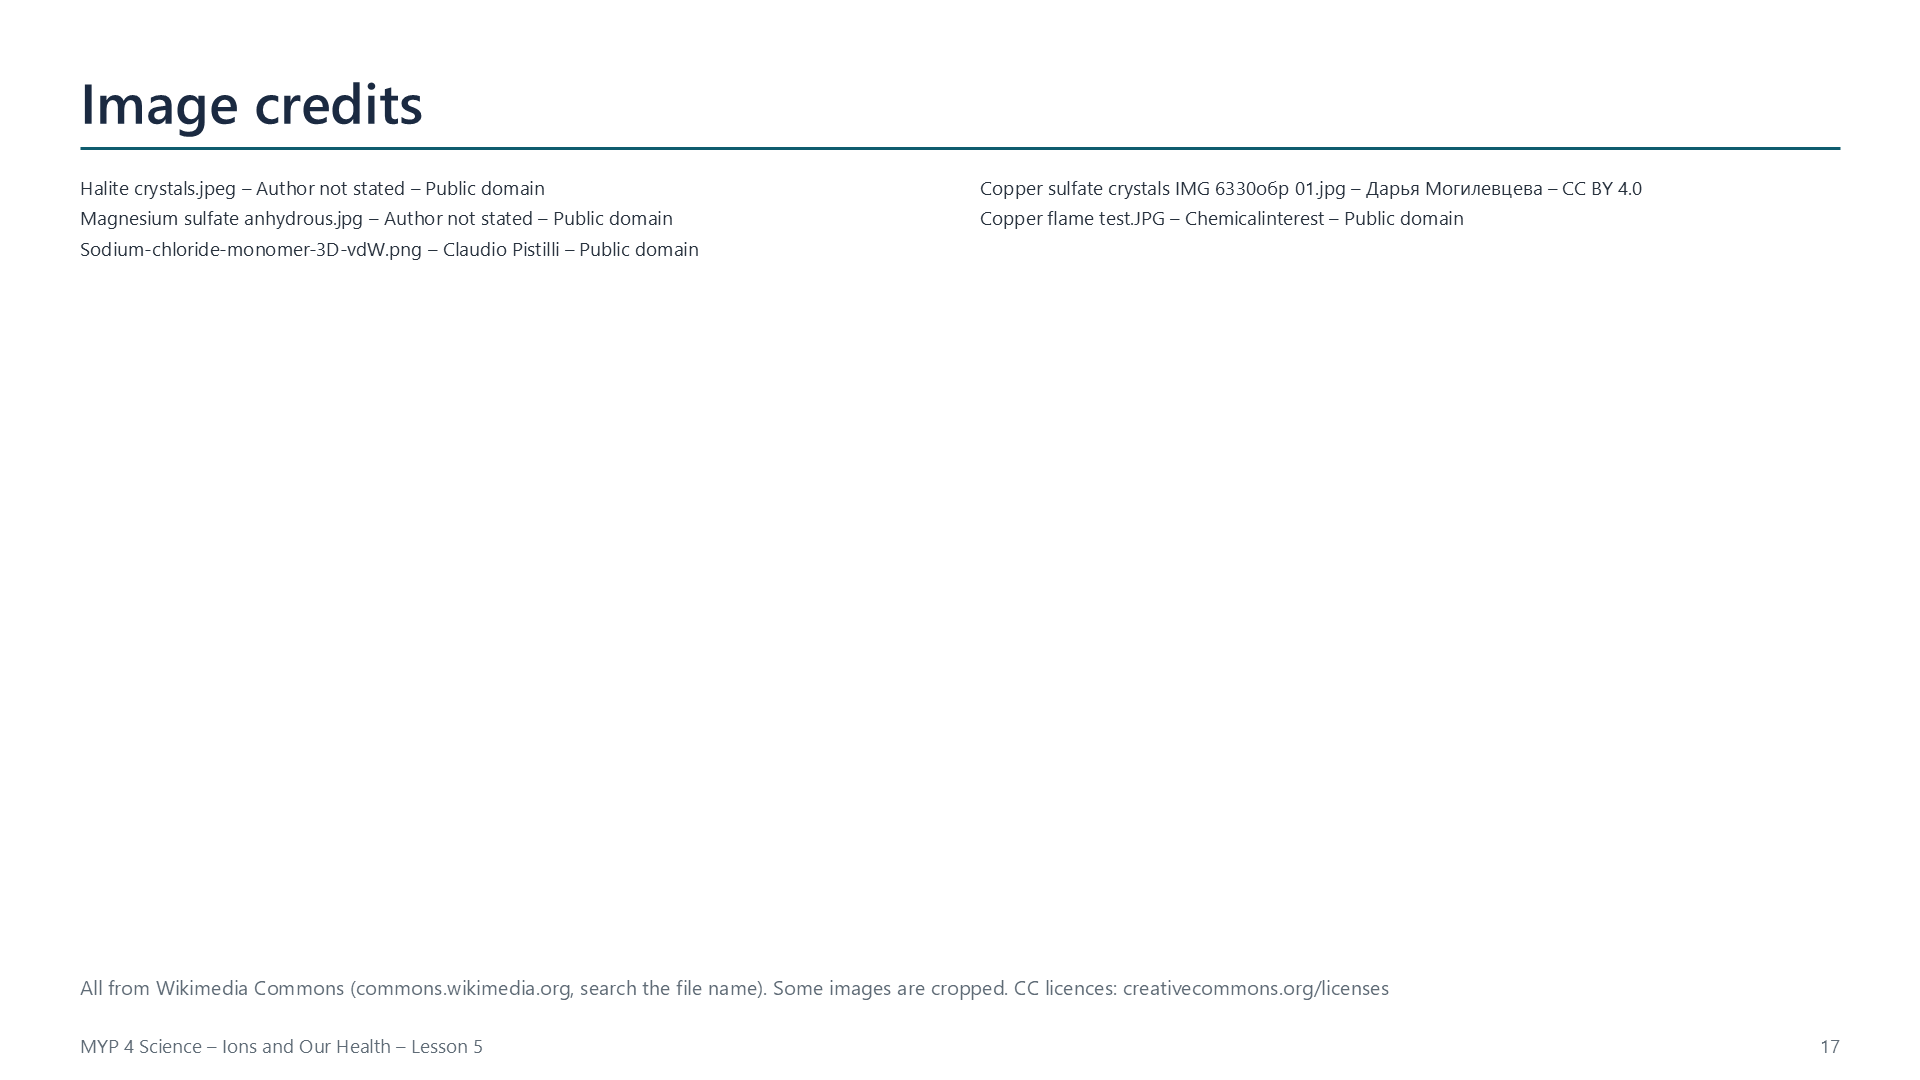 Image credits
Halite crystals.jpeg – Author not stated – Public domain
Magnesium sulfate anhydrous.jpg – Author not stated – Public domain
Sodium-chloride-monomer-3D-vdW.png – Claudio Pistilli – Public domain
Copper sulfate crystals IMG 6330обр 01.jpg – Дарья Могилевцева – CC BY 4.0
Copper flame test.JPG – Chemicalinterest – Public domain
All from Wikimedia Commons (commons.wikimedia.org, search the file name). Some images are cropped. CC licences: creativecommons.org/licenses
MYP 4 Science – Ions and Our Health – Lesson 5
17